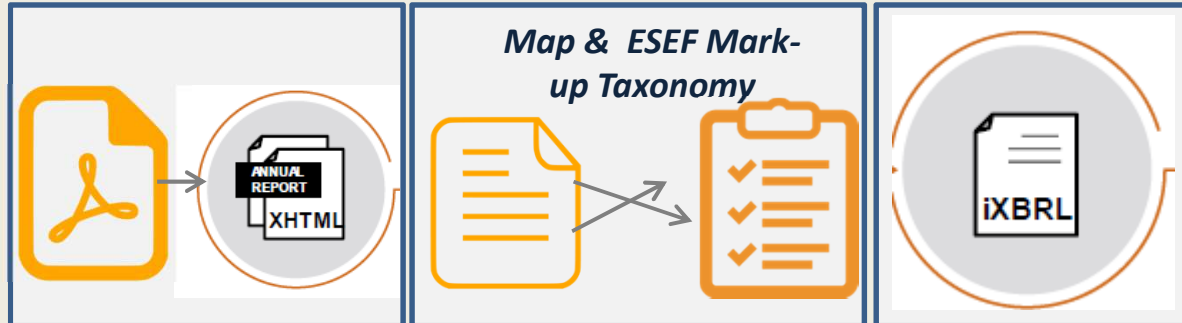 ANNUAL
REPORT
XHTML
Map & ESEF Mark-
up Taxonomy
iXBRL